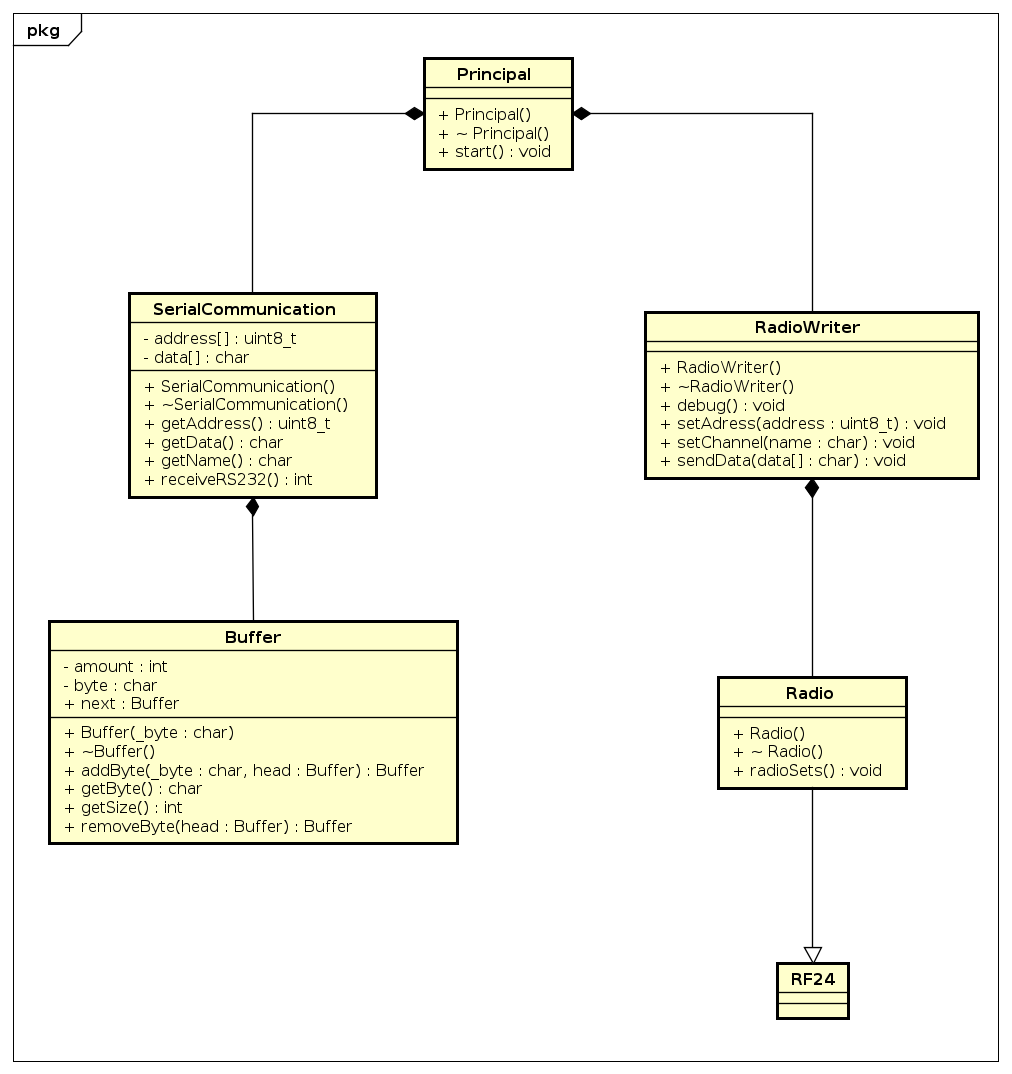 pkg
Principal
+ Principal()
+ ~ Principal()
+ start() : void
SerialCommunication
- address[] : uint8_t
- data[] : char
+ SerialCommunication()
+ ~SerialCommunication()
+ getAddress() : uint8_t
+ getData() : char
+ getName() : char
+ receiveRS232() : int
RadioWriter
+ RadioWriter()
+ ~RadioWriter()
+ debug() : void
+ setAdress(address : uint8_t) : void
+ setChannel(name : char) : void
+ sendData(data[] : char) : void
Buffer
- amount : int
- byte : char
+ next : Buffer
+ Buffer(_byte : char)
+ ~Buffer()
+ addByte(_byte : char, head : Buffer) : Buffer
+ getByte() : char
+ getSize() : int
+ removeByte(head : Buffer) : Buffer
Radio
+ Radio()
+ ~ Radio()
+ radioSets() : void
RF24